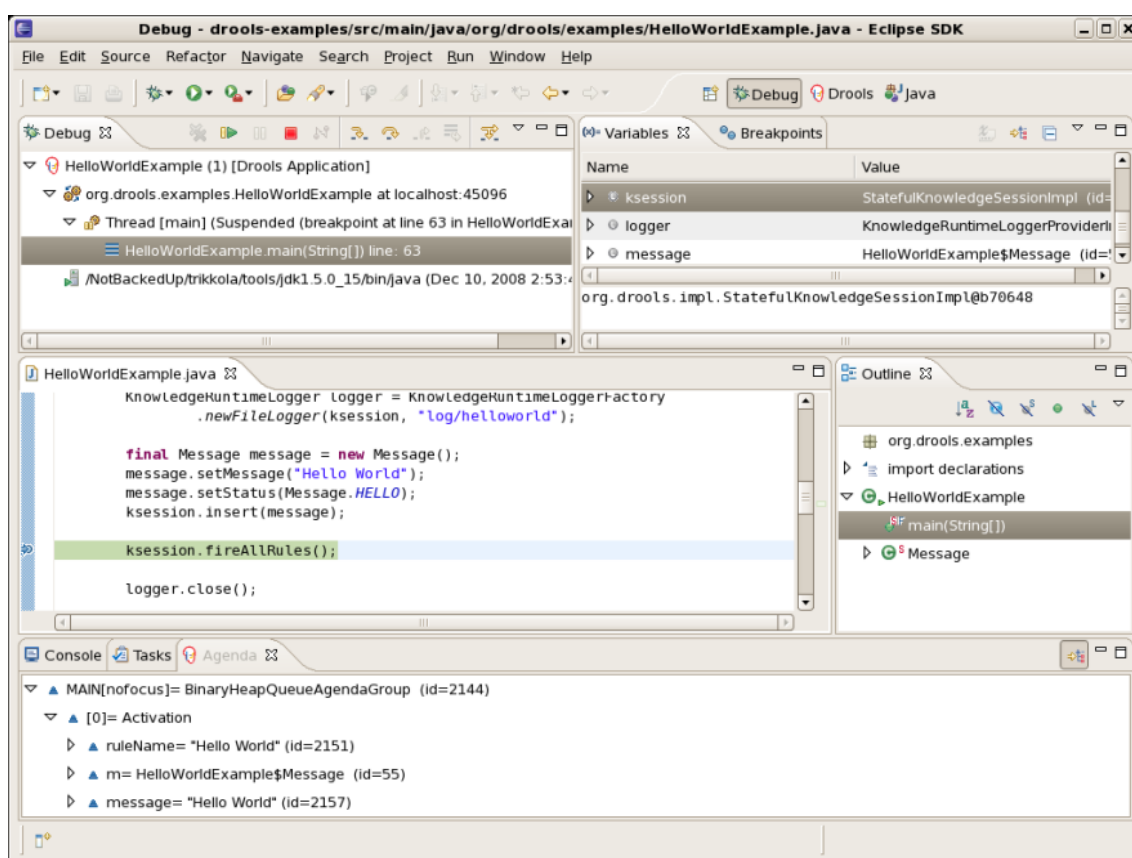 Debug - drools-examples/src/main/java/org/drools/examples/HelloWorldExample.java - Eclipse SDK
File Edit Source Refactor Navigate Search Project Run Window Help
Debug Drools Java
Debug
HelloWorldExample (1) [Drools Application]
org.drools.examples.HelloWorldExample at localhost:45096
Thread [main] (Suspended (breakpoint at line 63 in HelloWorldExa
HelloWorldExample.main(String[]) line: 63
/NotBackedUp/trikkola/tools/jdk1.5.0_15/bin/java (Dec 10, 2008 2:53:4
(x)= Variables Breakpoints
Name Value
ksession StatefulKnowledgeSessionImpl (id=
logger KnowledgeRuntimeLoggerProviderI
message HelloWorldExample$Message (id=
org.drools.impl.StatefulKnowledgeSessionImpl@b70648
HelloWorldExample.java
KnowledgeRuntimeLogger logger = KnowledgeRuntimeLoggerFactory
.newFileLogger(ksession, "log/helloworld");
final Message message = new Message();
message.setMessage("Hello World");
message.setStatus(Message.HELLO);
ksession.insert(message);
ksession.fireAllRules();
logger.close();
Outline
org.drools.examples
import declarations
HelloWorldExample
main(String[])
Message
Console Tasks Agenda
MAIN[nofocus]= BinaryHeapQueueAgendaGroup (id=2144)
[0]= Activation
ruleName= "Hello World" (id=2151)
m= HelloWorldExample$Message (id=55)
message= "Hello World" (id=2157)